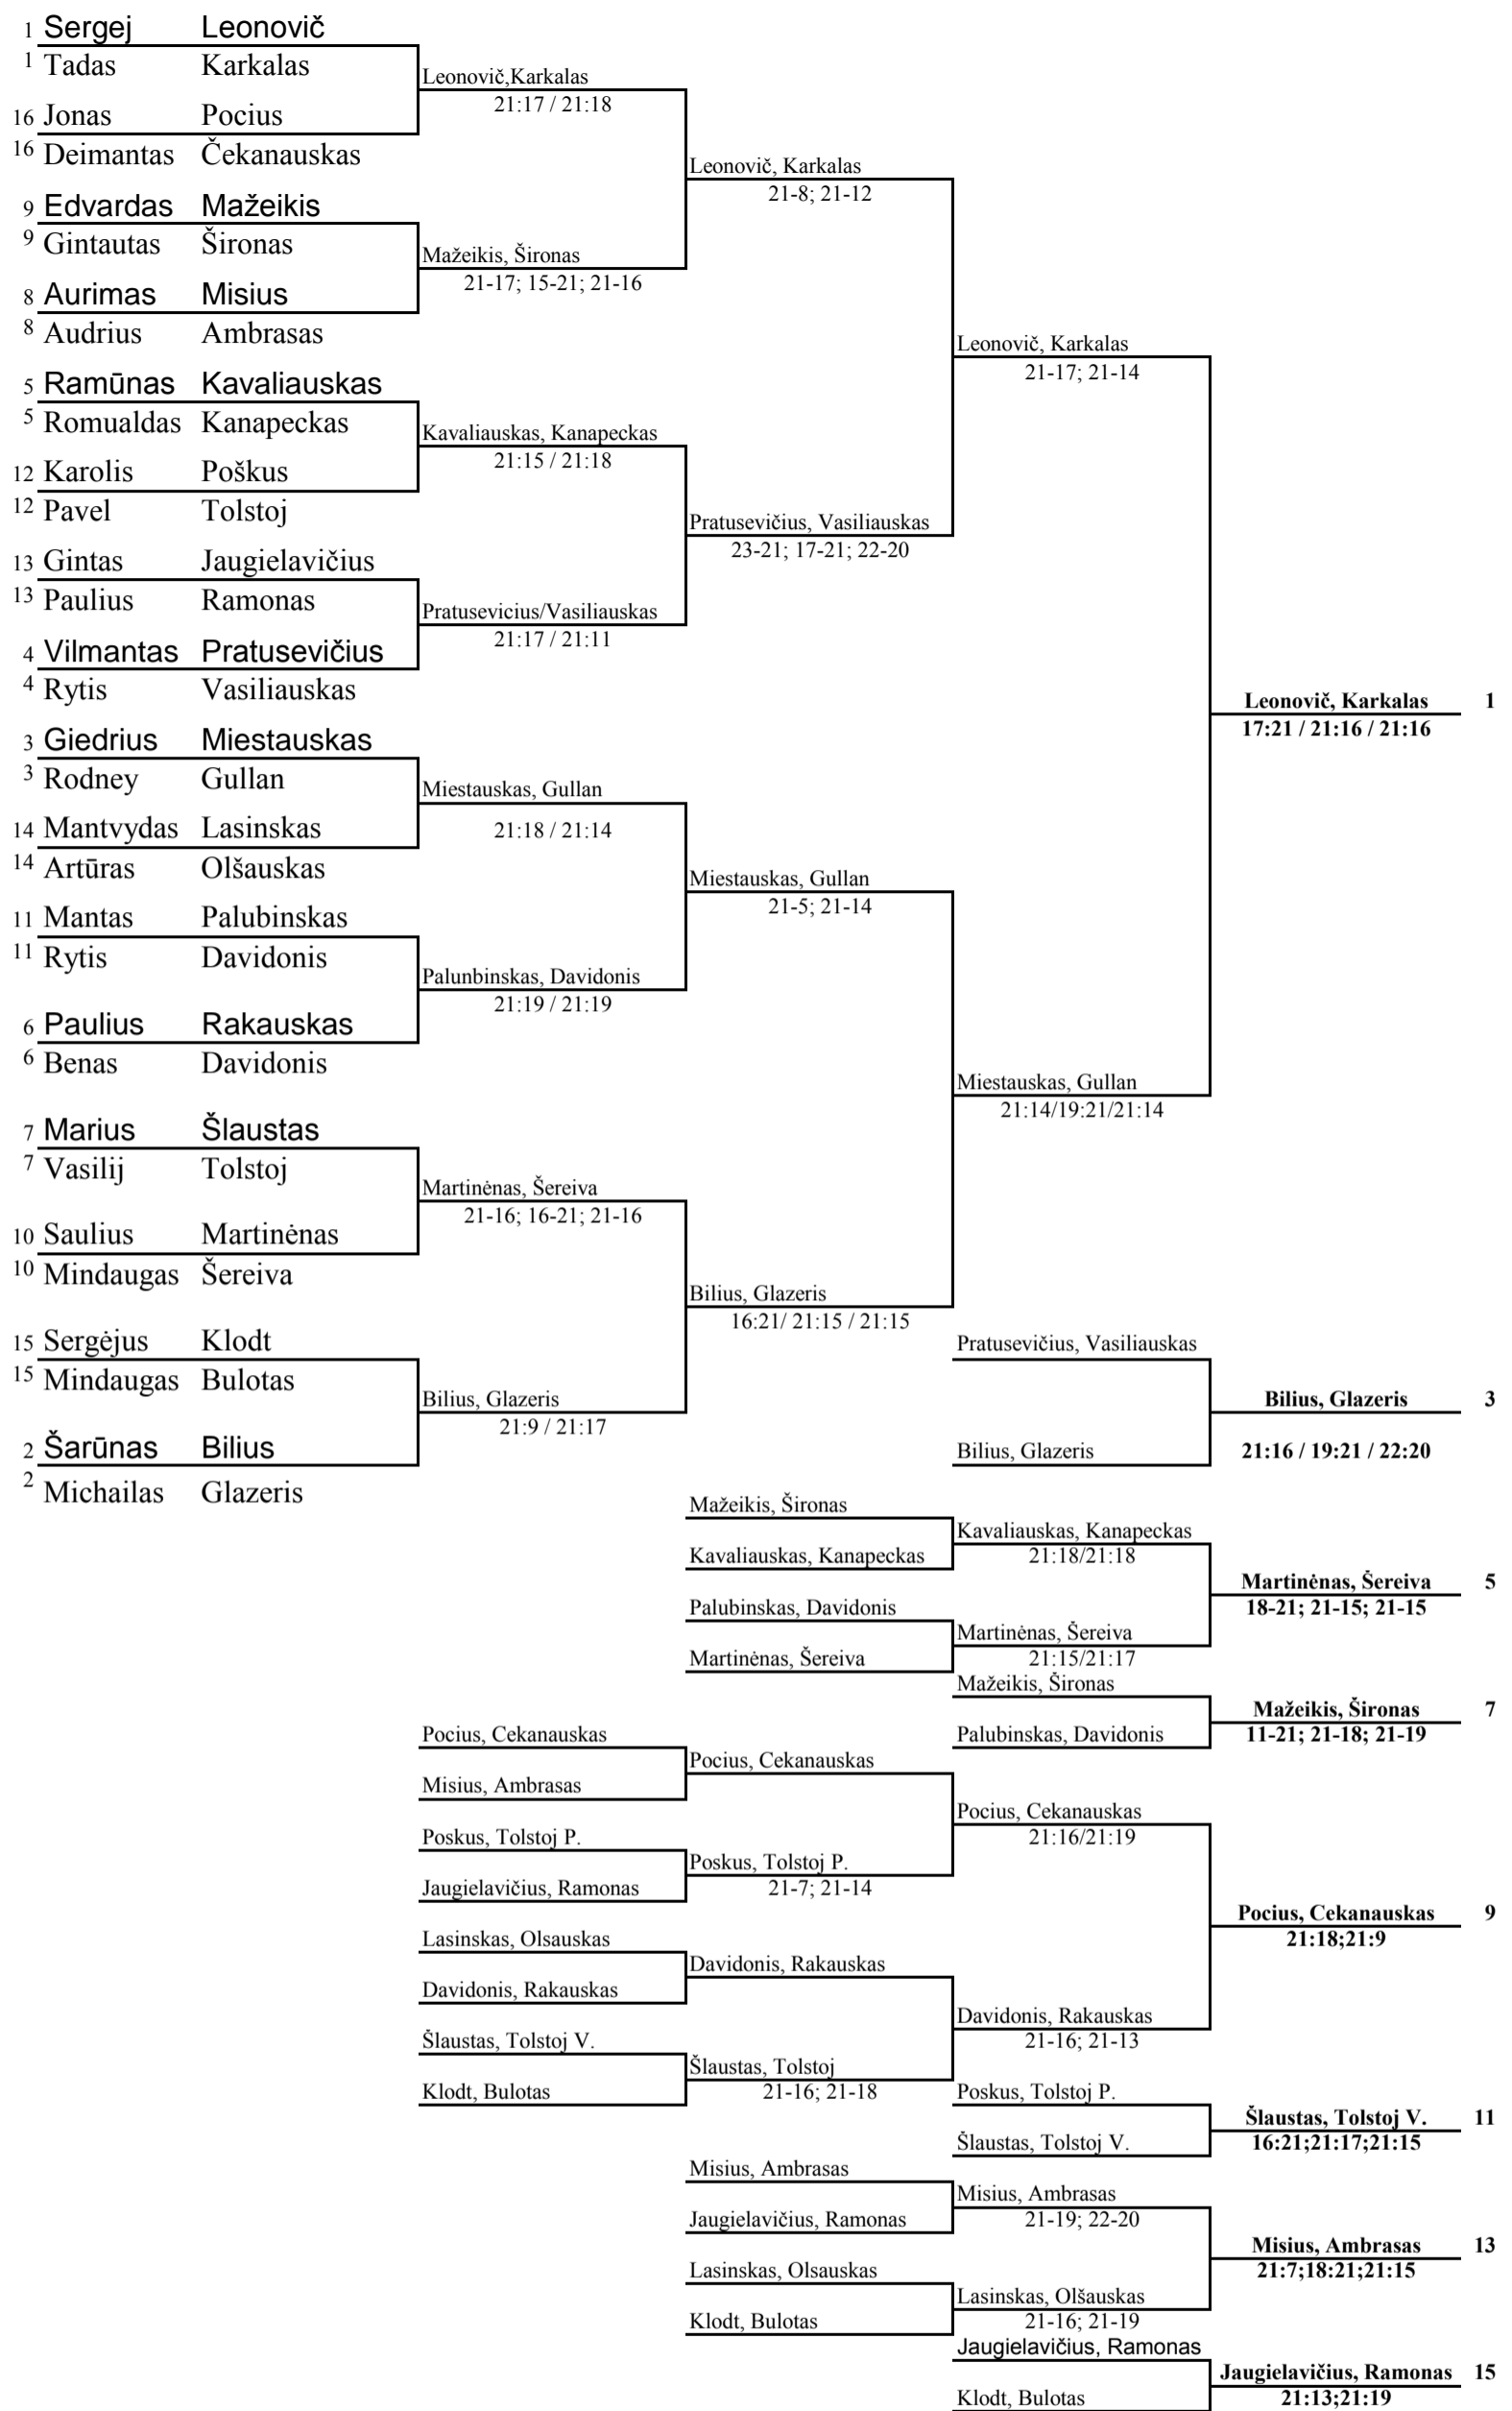 1 Sergej Leonovič
1 Tadas Karkalas
Leonovič,Karkalas
21:17 / 21:18
16 Jonas Pocius
16 Deimantas Čekanauskas
Leonovič, Karkalas
21-8; 21-12
9 Edvardas Mažeikis
9 Gintautas Šironas
Mažeikis, Šironas
21-17; 15-21; 21-16
8 Aurimas Misius
8 Audrius Ambrasas
Leonovič, Karkalas
21-17; 21-14
5 Ramūnas Kavaliauskas
5 Romualdas Kanapeckas
Kavaliauskas, Kanapeckas
21:15 / 21:18
12 Karolis Poškus
12 Pavel Tolstoj
Pratusevičius, Vasiliauskas
23-21; 17-21; 22-20
13 Gintas Jaugielavičius
13 Paulius Ramonas
Pratusevicius/Vasiliauskas
21:17 / 21:11
4 Vilmantas Pratusevičius
4 Rytis Vasiliauskas
Leonovič, Karkalas 1
17:21 / 21:16 / 21:16
3 Giedrius Miestauskas
3 Rodney Gullan
Miestauskas, Gullan
21:18 / 21:14
14 Mantvydas Lasinskas
14 Artūras Olšauskas
Miestauskas, Gullan
21-5; 21-14
11 Mantas Palubinskas
11 Rytis Davidonis
Palunbinskas, Davidonis
21:19 / 21:19
6 Paulius Rakauskas
6 Benas Davidonis
Miestauskas, Gullan
21:14/19:21/21:14
7 Marius Šlaustas
7 Vasilij Tolstoj
Martinėnas, Šereiva
21-16; 16-21; 21-16
10 Saulius Martinėnas
10 Mindaugas Šereiva
Bilius, Glazeris
16:21/ 21:15 / 21:15
15 Sergėjus Klodt
15 Mindaugas Bulotas
Bilius, Glazeris
21:9 / 21:17
2 Šarūnas Bilius
2 Michailas Glazeris
Pratusevičius, Vasiliauskas
Bilius, Glazeris 3
Bilius, Glazeris
21:16 / 19:21 / 22:20
Mažeikis, Šironas
Kavaliauskas, Kanapeckas
21:18/21:18
Kavaliauskas, Kanapeckas
Martinėnas, Šereiva 5
18-21; 21-15; 21-15
Palubinskas, Davidonis
Martinėnas, Šereiva
21:15/21:17
Martinėnas, Šereiva
Mažeikis, Šironas
Mažeikis, Šironas 7
11-21; 21-18; 21-19
Palubinskas, Davidonis
Pocius, Cekanauskas
Pocius, Cekanauskas
Misius, Ambrasas
Pocius, Cekanauskas
21:16/21:19
Poskus, Tolstoj P.
Poskus, Tolstoj P.
21-7; 21-14
Jaugielavičius, Ramonas
Pocius, Cekanauskas 9
21:18;21:9
Lasinskas, Olsauskas
Davidonis, Rakauskas
Davidonis, Rakauskas
Davidonis, Rakauskas
21-16; 21-13
Šlaustas, Tolstoj V.
Šlaustas, Tolstoj
21-16; 21-18
Klodt, Bulotas
Poskus, Tolstoj P.
Šlaustas, Tolstoj V. 11
16:21;21:17;21:15
Šlaustas, Tolstoj V.
Misius, Ambrasas
Misius, Ambrasas
21-19; 22-20
Jaugielavičius, Ramonas
Misius, Ambrasas 13
21:7;18:21;21:15
Lasinskas, Olsauskas
Lasinskas, Olšauskas
21-16; 21-19
Klodt, Bulotas
Jaugielavičius, Ramonas
Jaugielavičius, Ramonas 15
21:13;21:19
Klodt, Bulotas